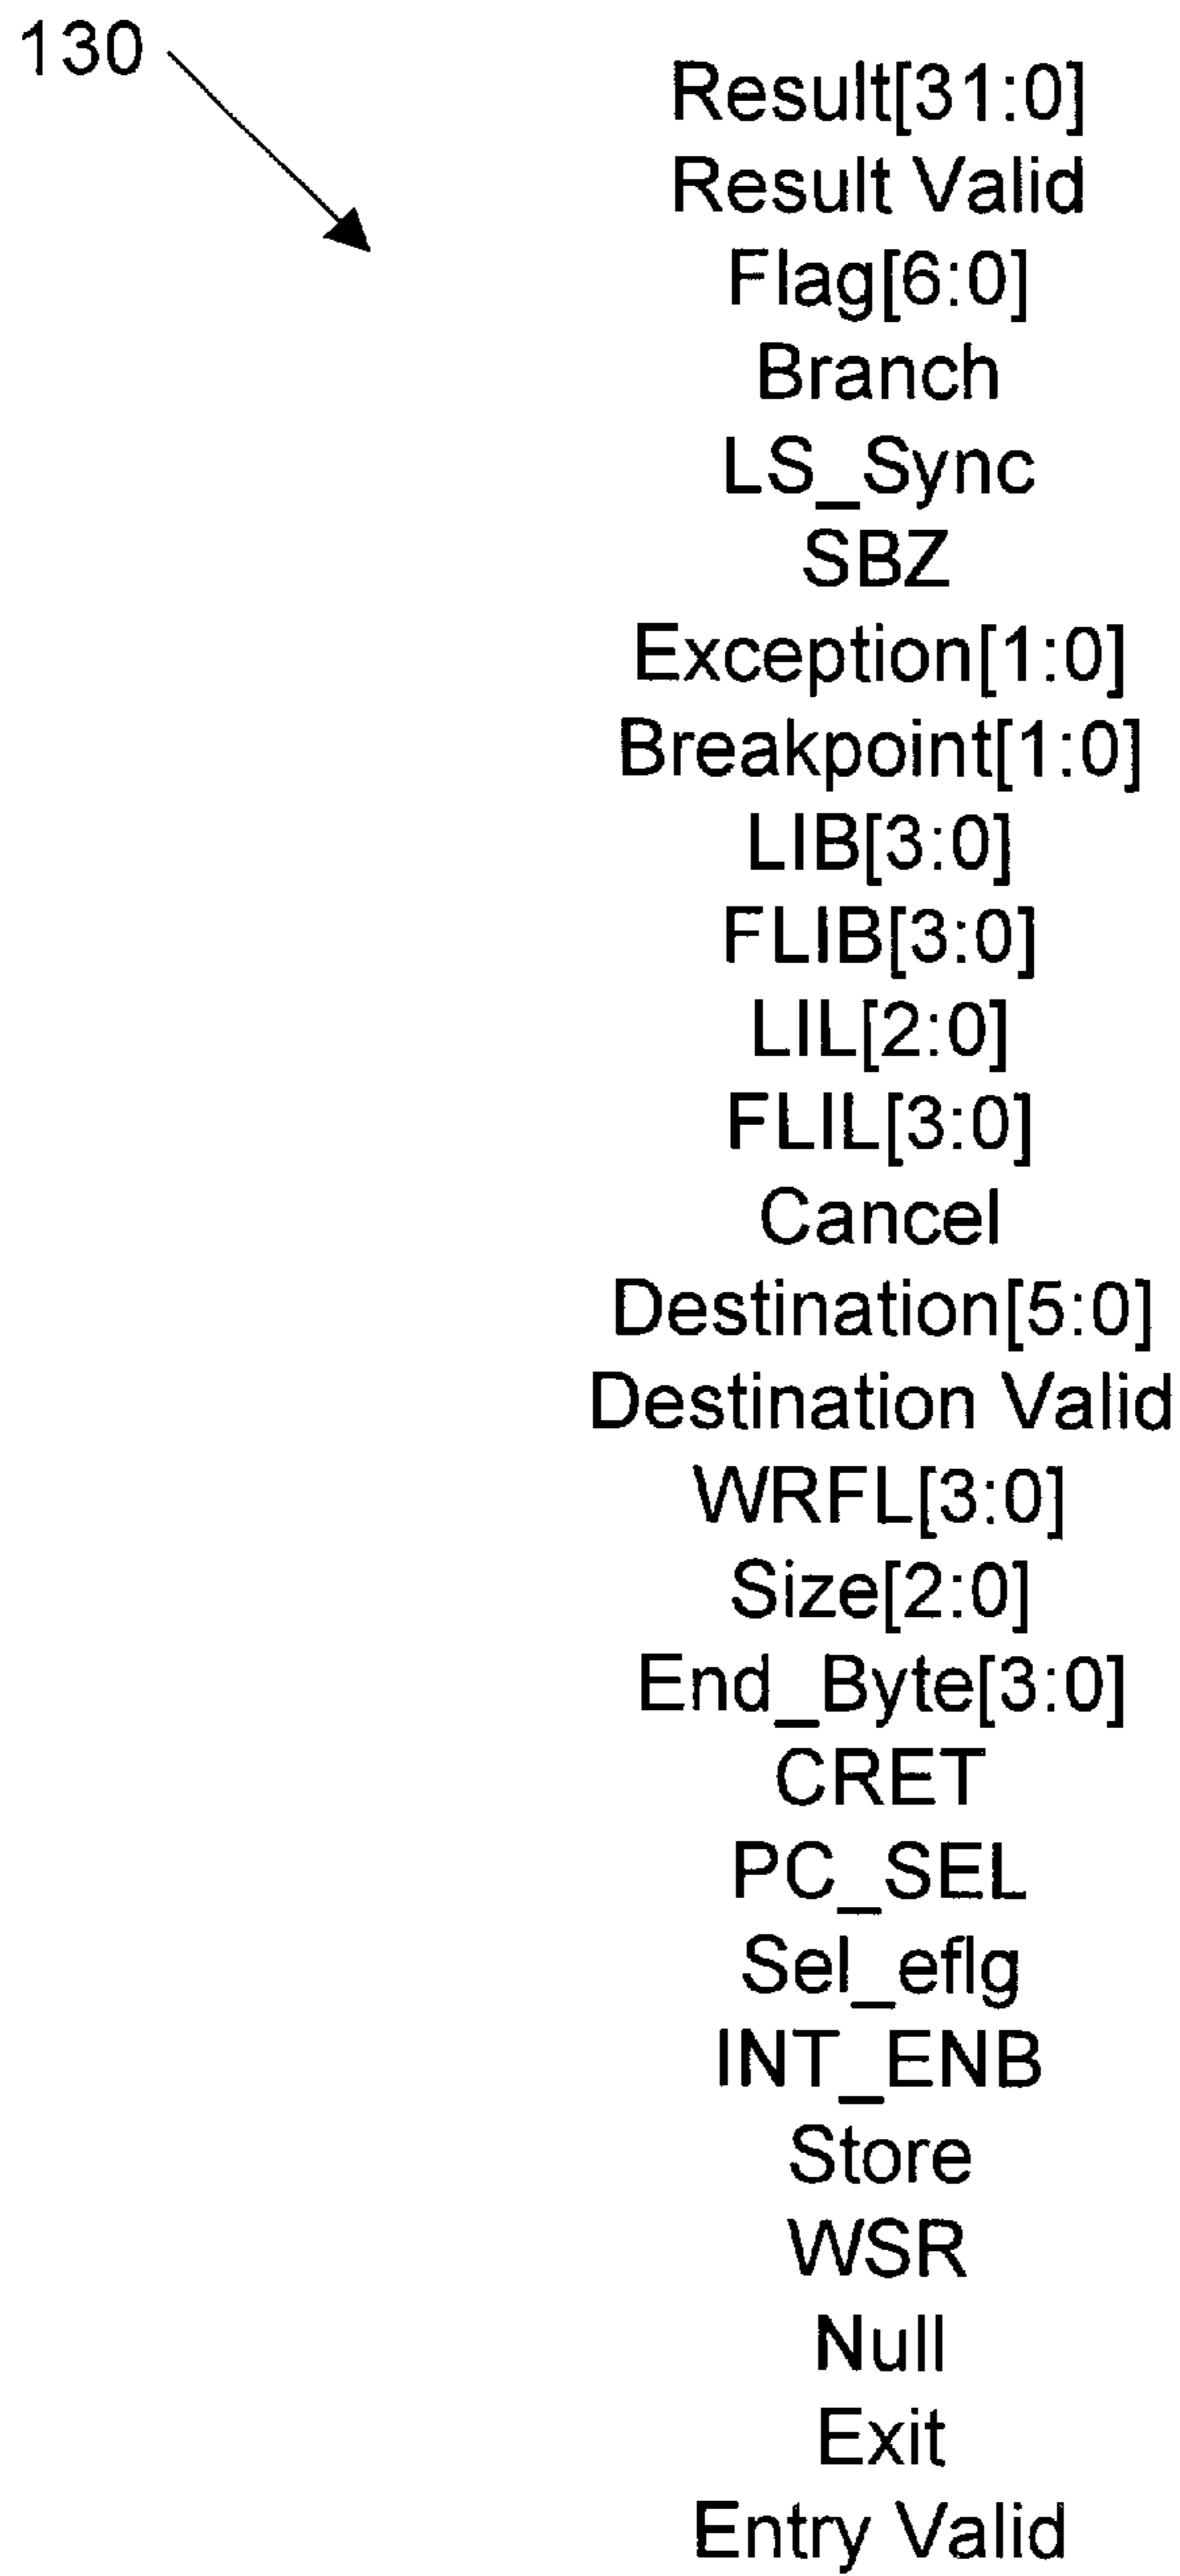 130
Result[31:0]
Result Valid
Flag[6:0]
Branch
LS_Sync
SBZ
Exception[1:0]
Breakpoint[1:0]
LIB[3:0]
FLIB[3:0]
LIL[2:0]
FLIL[3:0]
Cancel
Destination[5:0]
Destination Valid
WRFL[3:0]
Size[2:0]
End_Byte[3:0]
CRET
PC_SEL
Sel_eflg
INT_ENB
Store
WSR
Null
Exit
Entry Valid